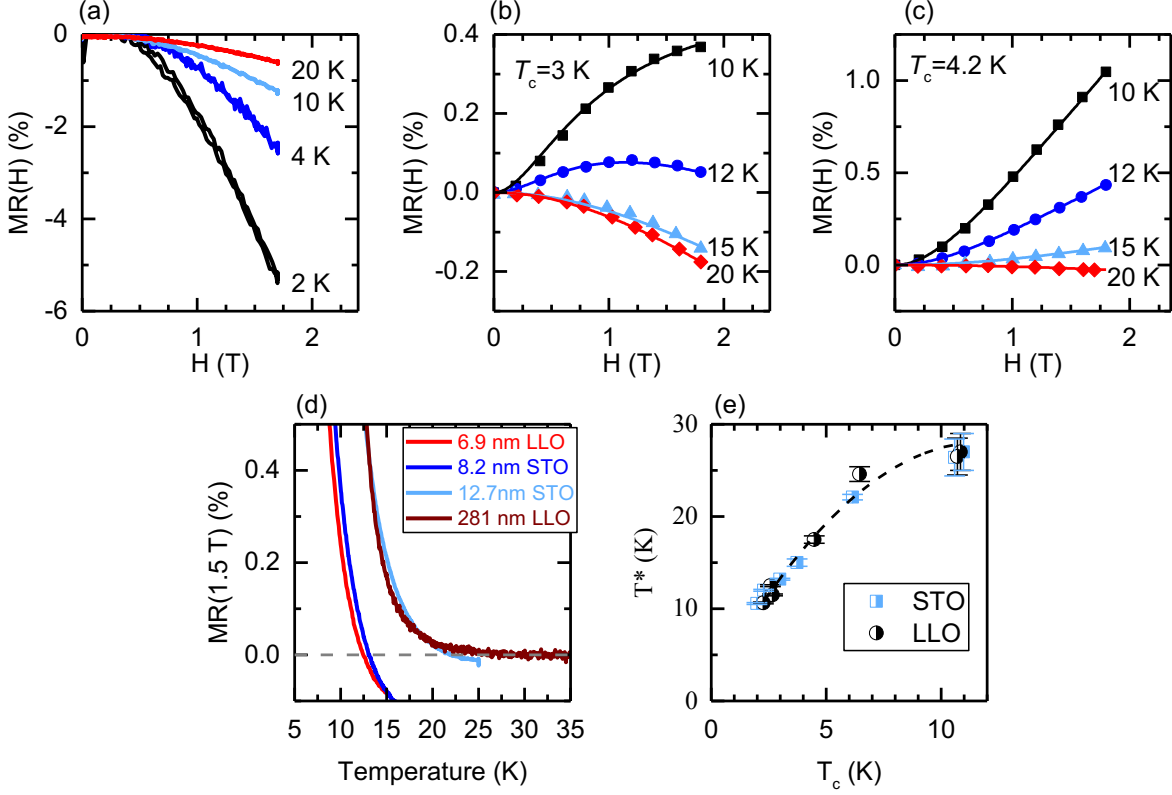 (a)
MR(H) (%)
0
-2
-4
-6
20 K
10 K
4 K
2 K
0 1 2
H (T)
(b)
MR(H) (%)
0.4
0.2
0.0
-0.2
Tc=3 K
10 K
12 K
15 K
20 K
0 1 2
H (T)
(c)
MR(H) (%)
1.0
0.5
0.0
Tc=4.2 K
10 K
12 K
15 K
20 K
0 1 2
H (T)
(d)
MR(1.5 T) (%)
0.4
0.2
0.0
6.9 nm LLO
8.2 nm STO
12.7nm STO
281 nm LLO
5 10 15 20 25 30 35
Temperature (K)
(e)
T* (K)
30
20
10
0
STO
LLO
0 5 10
Tc (K)